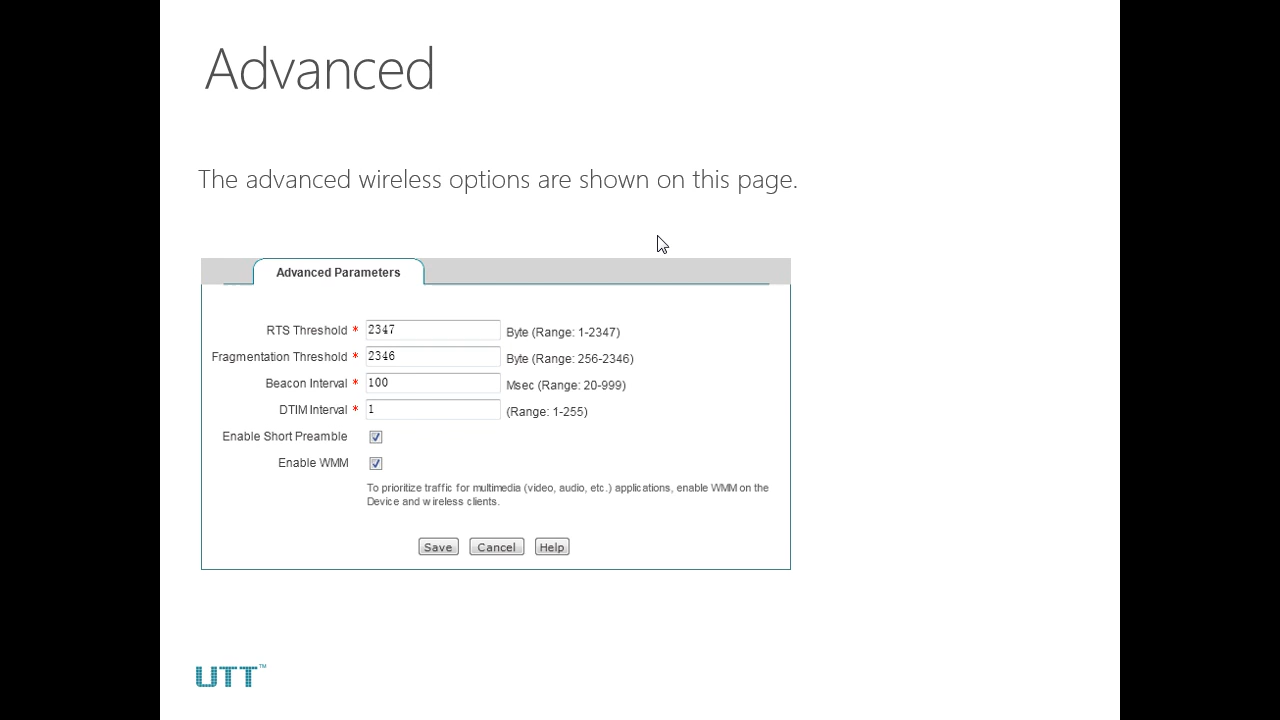 Advanced
The advanced wireless options are shown on this page.
Advanced Parameters
RTS Threshold * 2347 Byte (Range: 1-2347)
Fragmentation Threshold * 2346 Byte (Range: 256-2346)
Beacon Interval * 100 Msec (Range: 20-999)
DTIM Interval * 1 (Range: 1-255)
Enable Short Preamble
Enable WMM
To prioritize traffic for multimedia (video, audio, etc.) applications, enable WMM on the
Device and wireless clients.
Save Cancel Help
UTT™